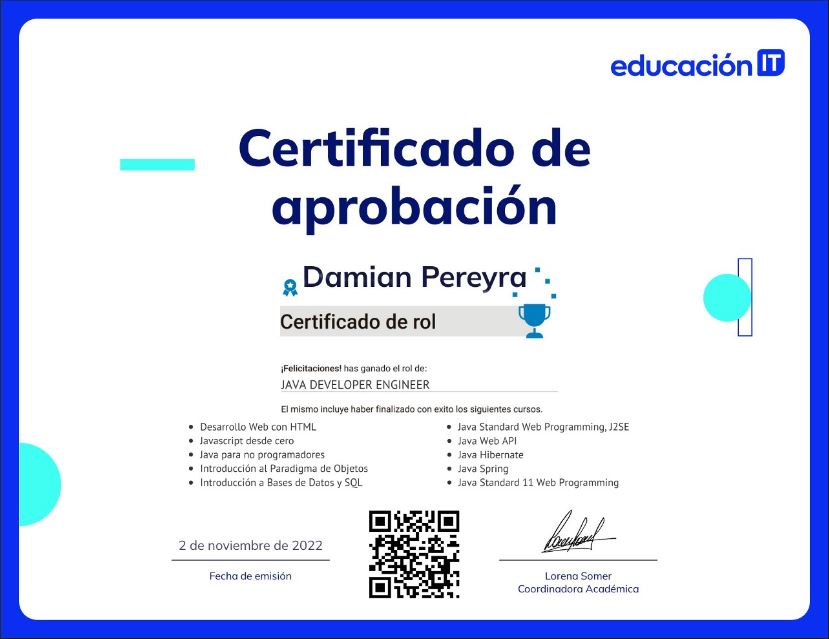 educación IT
Certificado de
aprobación
Damian Pereyra
Certificado de rol
¡Felicitaciones! has ganado el rol de:
JAVA DEVELOPER ENGINEER
El mismo incluye haber finalizado con exito los siguientes cursos.
• Desarrollo Web con HTML
• Javascript desde cero
• Java para no programadores
• Introducción al Paradigma de Objetos
• Introducción a Bases de Datos y SQL
• Java Standard Web Programming, J2SE
• Java Web API
• Java Hibernate
• Java Spring
• Java Standard 11 Web Programming
2 de noviembre de 2022
Fecha de emisión
Lorena Somer
Coordinadora Académica